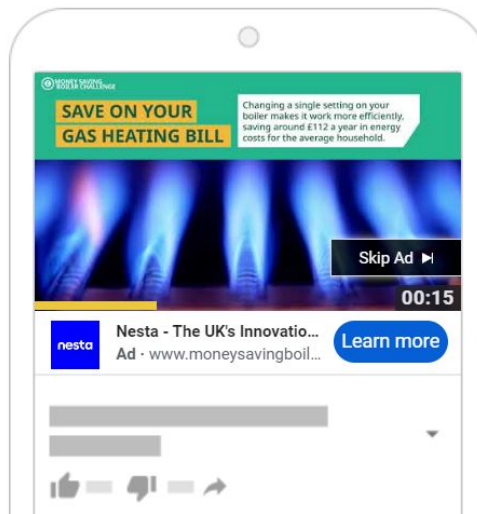 MONEY SAVING
BOILER CHALLENGE
SAVE ON YOUR
GAS HEATING BILL
Changing a single setting on your
boiler makes it work more efficiently,
saving around £112 a year in energy
costs for the average household.
Skip Ad
00:15
nesta
Nesta - The UK's Innovatio...
Ad · www.moneysavingboil...
Learn more